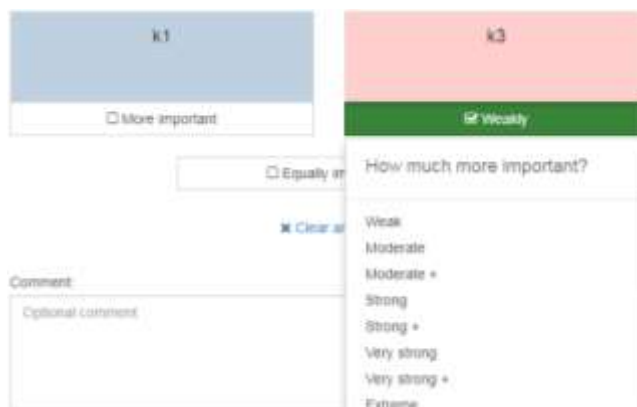 k1
k3
More important
Weakly
Equally im
How much more important?
Clear an
Weak
Moderate
Moderate +
Comment:
Strong
Optional comment
Strong +
Very strong
Very strong +
Extreme